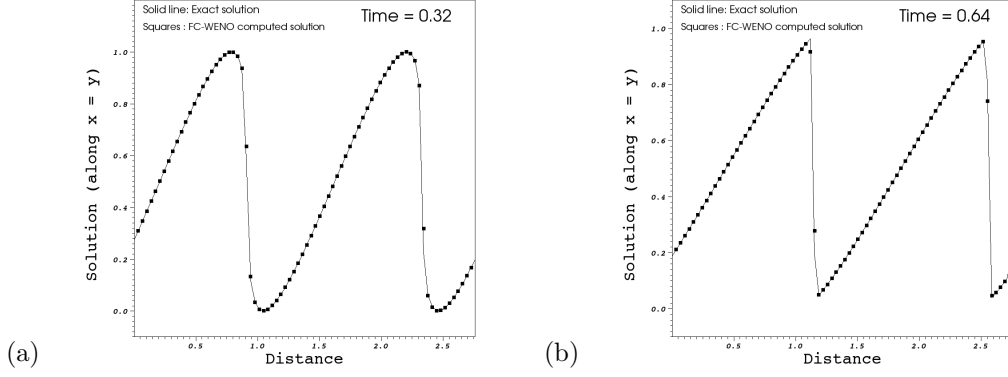 Solid line: Exact solution
Squares : FC-WENO computed solution
Time = 0.32
1.0
0.8
0.6
0.4
0.2
0.0
Solution (along x = y)
0.5 1.0 1.5 2.0 2.5
Distance
(a)
Solid line: Exact solution
Squares : FC-WENO computed solution
Time = 0.64
1.0
0.8
0.6
0.4
0.2
0.0
Solution (along x = y)
0.5 1.0 1.5 2.0 2.5
Distance
(b)